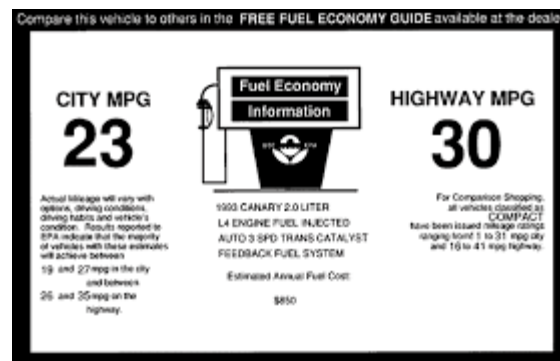 Compare this vehicle to others in the FREE FUEL ECONOMY GUIDE available at the deale
CITY MPG
23
Fuel Economy
Information
HIGHWAY MPG
30
DOE EPA
Actual Mileage will vary with
options, driving conditions,
driving habits and vehicle's
condition. Results reported to
EPA indicate that the majority
of vehicles with these estimates
will achieve between
19 and 27 mpg in the city
and between
26 and 35 mpg on the
highway.
1993 CANARY 2.0 LITER
L4 ENGINE FUEL INJECTED
AUTO 3 SPD TRANS CATALYST
FEEDBACK FUEL SYSTEM
Estimated Annual Fuel Cost:
$850
For Comparison Shopping,
all vehicles classified as
COMPACT
have been issued mileage ratings
ranging from 1 to 31 mpg city
and 16 to 41 mpg highway.